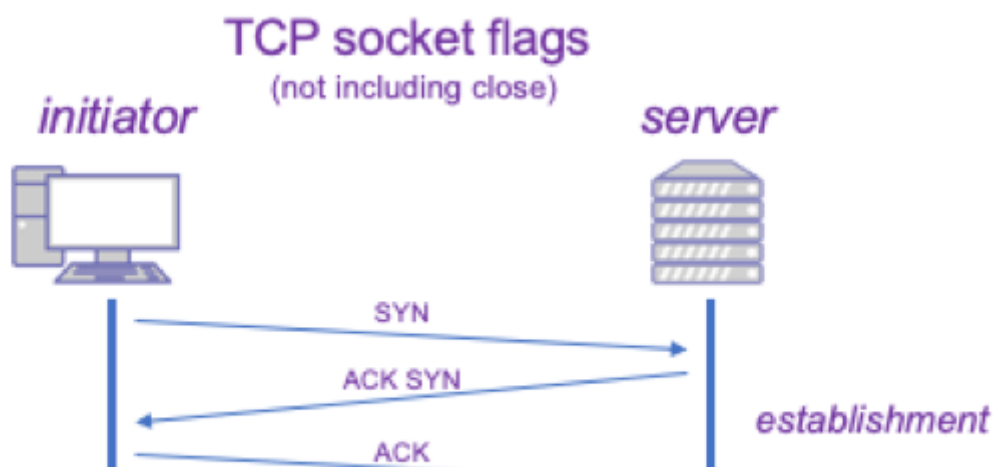 TCP socket flags
(not including close)
initiator
server
SYN
ACK SYN
establishment
ACK